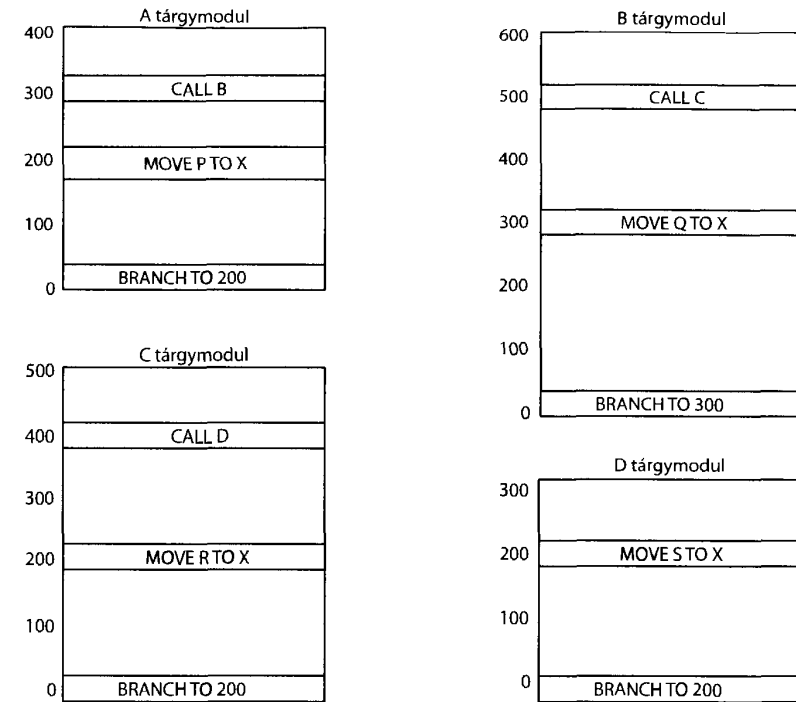 A tárgymodul
400
300
CALL B
200
MOVE P TO X
100
BRANCH TO 200
0
B tárgymodul
600
500
CALL C
400
300
MOVE Q TO X
200
100
BRANCH TO 300
0
C tárgymodul
500
400
CALL D
300
200
MOVE R TO X
100
0
BRANCH TO 200
D tárgymodul
300
200
MOVE S TO X
100
0
BRANCH TO 200